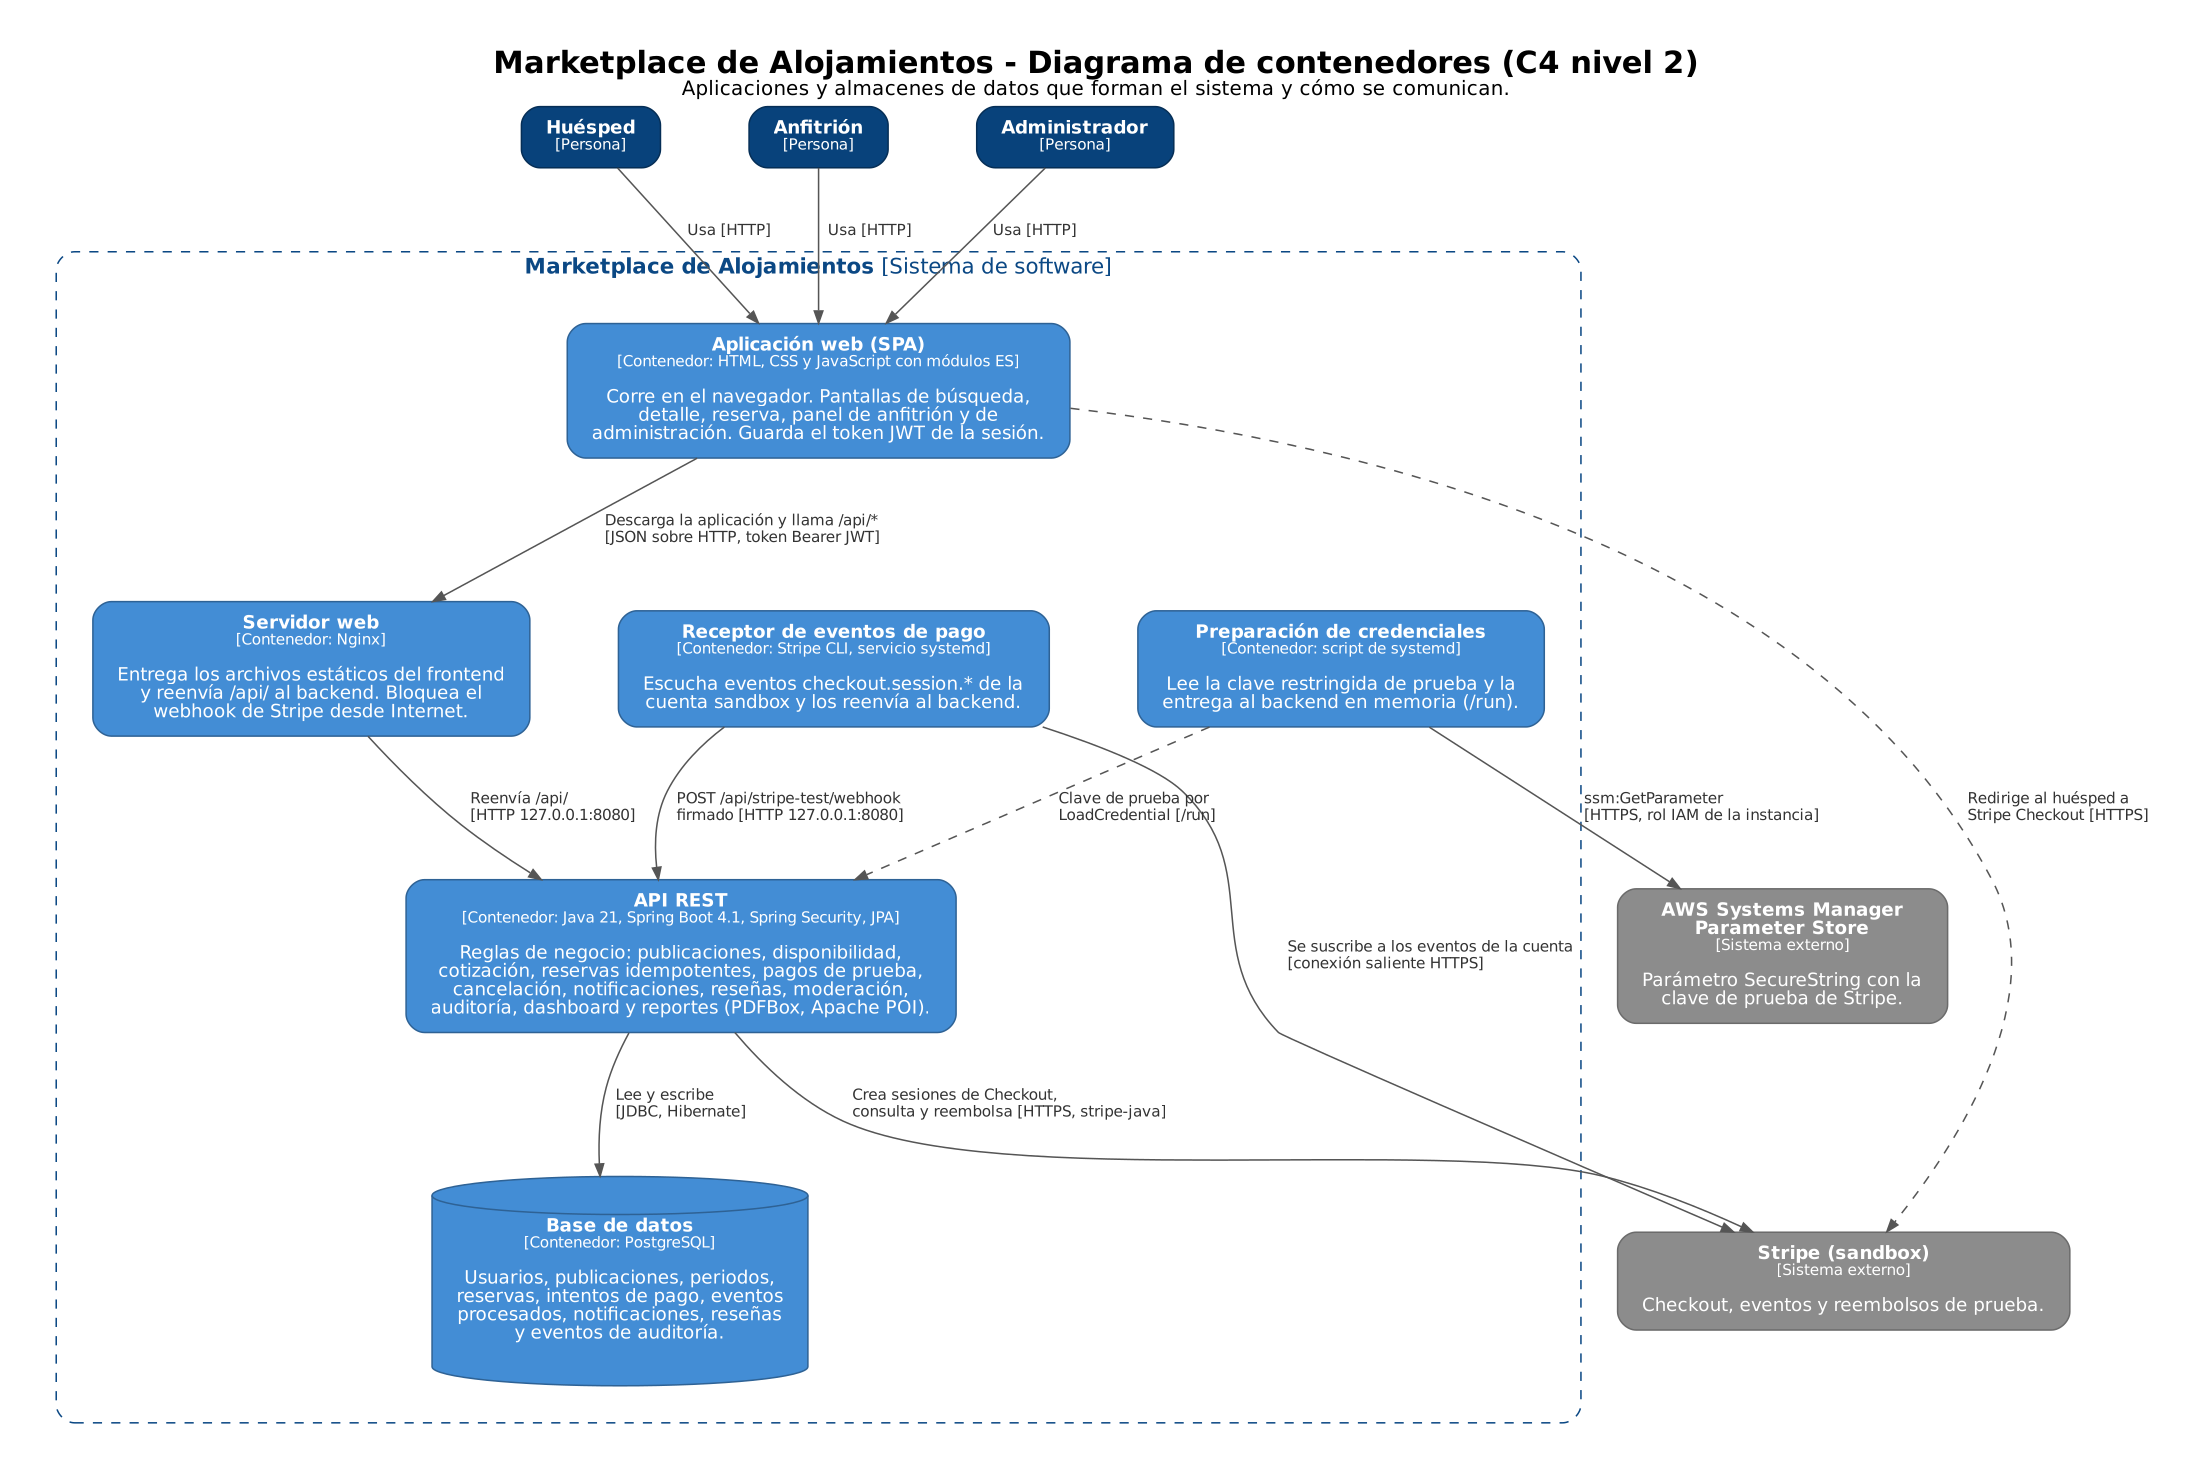 Marketplace de Alojamientos - Diagrama de contenedores (C4 nivel 2)
Aplicaciones y almacenes de datos que forman el sistema y cómo se comunican.
Huésped
[Persona]
Anfitrión
[Persona]
Administrador
[Persona]
Usa [HTTP]
Usa [HTTP]
Usa [HTTP]
Marketplace de Alojamientos [Sistema de software]
Aplicación web (SPA)
[Contenedor: HTML, CSS y JavaScript con módulos ES]
Corre en el navegador. Pantallas de búsqueda,
detalle, reserva, panel de anfitrión y de
administración. Guarda el token JWT de la sesión.
Descarga la aplicación y llama /api/*
[JSON sobre HTTP, token Bearer JWT]
Servidor web
[Contenedor: Nginx]
Entrega los archivos estáticos del frontend
y reenvía /api/ al backend. Bloquea el
webhook de Stripe desde Internet.
Receptor de eventos de pago
[Contenedor: Stripe CLI, servicio systemd]
Escucha eventos checkout.session.* de la
cuenta sandbox y los reenvía al backend.
Preparación de credenciales
[Contenedor: script de systemd]
Lee la clave restringida de prueba y la
entrega al backend en memoria (/run).
Reenvía /api/
[HTTP 127.0.0.1:8080]
POST /api/stripe-test/webhook
firmado [HTTP 127.0.0.1:8080]
Clave de prueba por
LoadCredential [/run]
ssm:GetParameter
[HTTPS, rol IAM de la instancia]
Redirige al huésped a
Stripe Checkout [HTTPS]
API REST
[Contenedor: Java 21, Spring Boot 4.1, Spring Security, JPA]
Reglas de negocio: publicaciones, disponibilidad,
cotización, reservas idempotentes, pagos de prueba,
cancelación, notificaciones, reseñas, moderación,
auditoría, dashboard y reportes (PDFBox, Apache POI).
Se suscribe a los eventos de la cuenta
[conexión saliente HTTPS]
AWS Systems Manager
Parameter Store
[Sistema externo]
Parámetro SecureString con la
clave de prueba de Stripe.
Lee y escribe
[JDBC, Hibernate]
Crea sesiones de Checkout,
consulta y reembolsa [HTTPS, stripe-java]
Base de datos
[Contenedor: PostgreSQL]
Usuarios, publicaciones, periodos,
reservas, intentos de pago, eventos
procesados, notificaciones, reseñas
y eventos de auditoría.
Stripe (sandbox)
[Sistema externo]
Checkout, eventos y reembolsos de prueba.